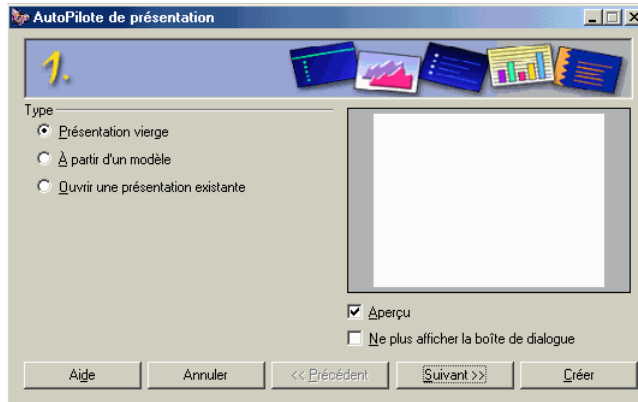 AutoPilote de présentation
1.
Type
Présentation vierge
À partir d'un modèle
Ouvrir une présentation existante
Aperçu
Ne plus afficher la boîte de dialogue
Aide Annuler << Précédent Suivant >> Créer